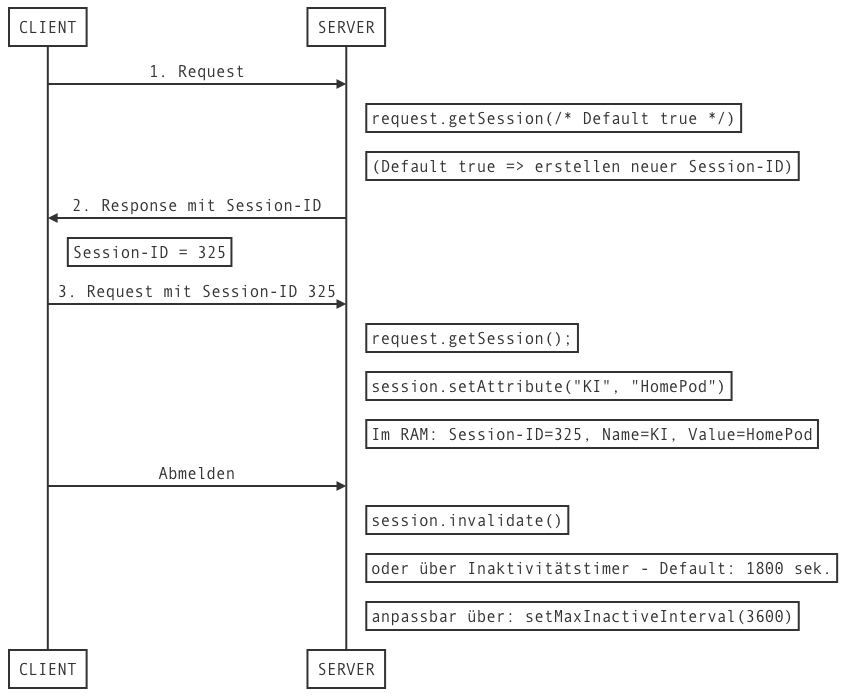 CLIENT
SERVER
1. Request
request.getSession(/* Default true */)
(Default true => erstellen neuer Session-ID)
2. Response mit Session-ID
Session-ID = 325
3. Request mit Session-ID 325
request.getSession();
session.setAttribute("KI", "HomePod")
Im RAM: Session-ID=325, Name=KI, Value=HomePod
Abmelden
session.invalidate()
oder über Inaktivitätstimer - Default: 1800 sek.
anpassbar über: setMaxInactiveInterval(3600)
CLIENT
SERVER